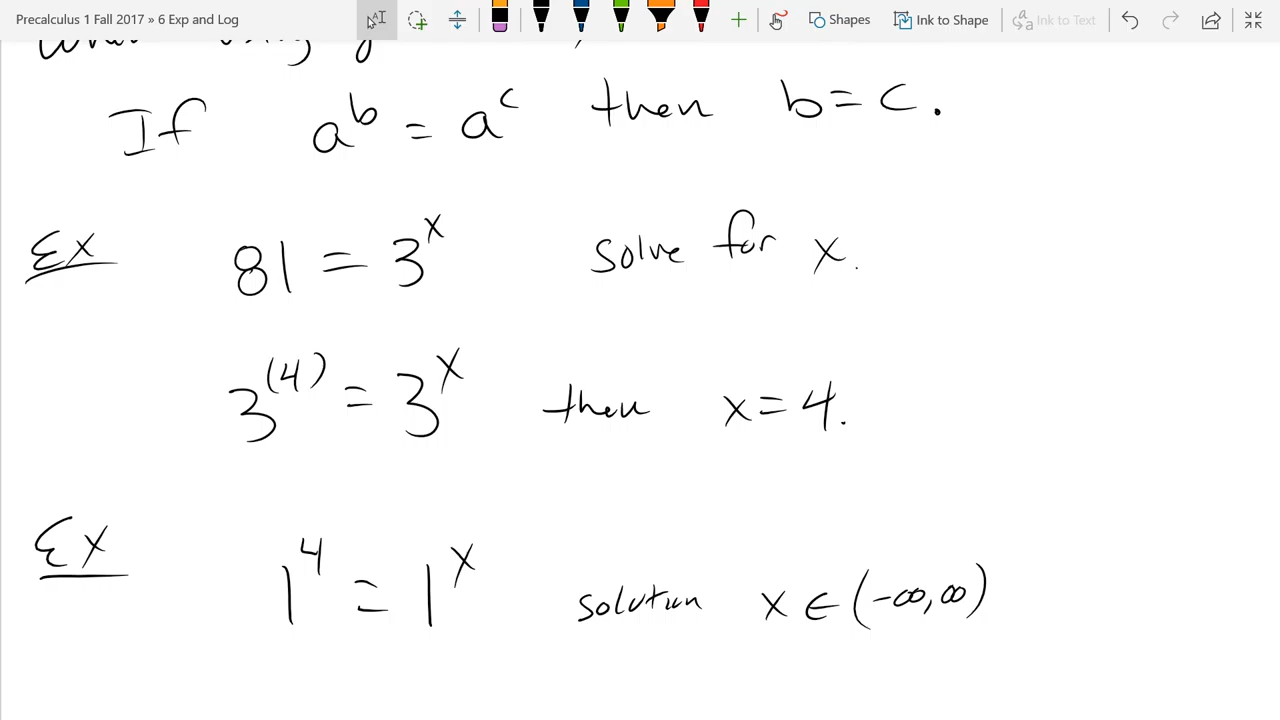 Precalculus 1 Fall 2017 » 6 Exp and Log
Shapes Ink to Shape Ink to Text
If a^b = a^c then b = c.
Ex 81 = 3^x solve for x.
3^(4) = 3^x then x = 4.
Ex 1^4 = 1^x solution x ∈ (-∞, ∞)